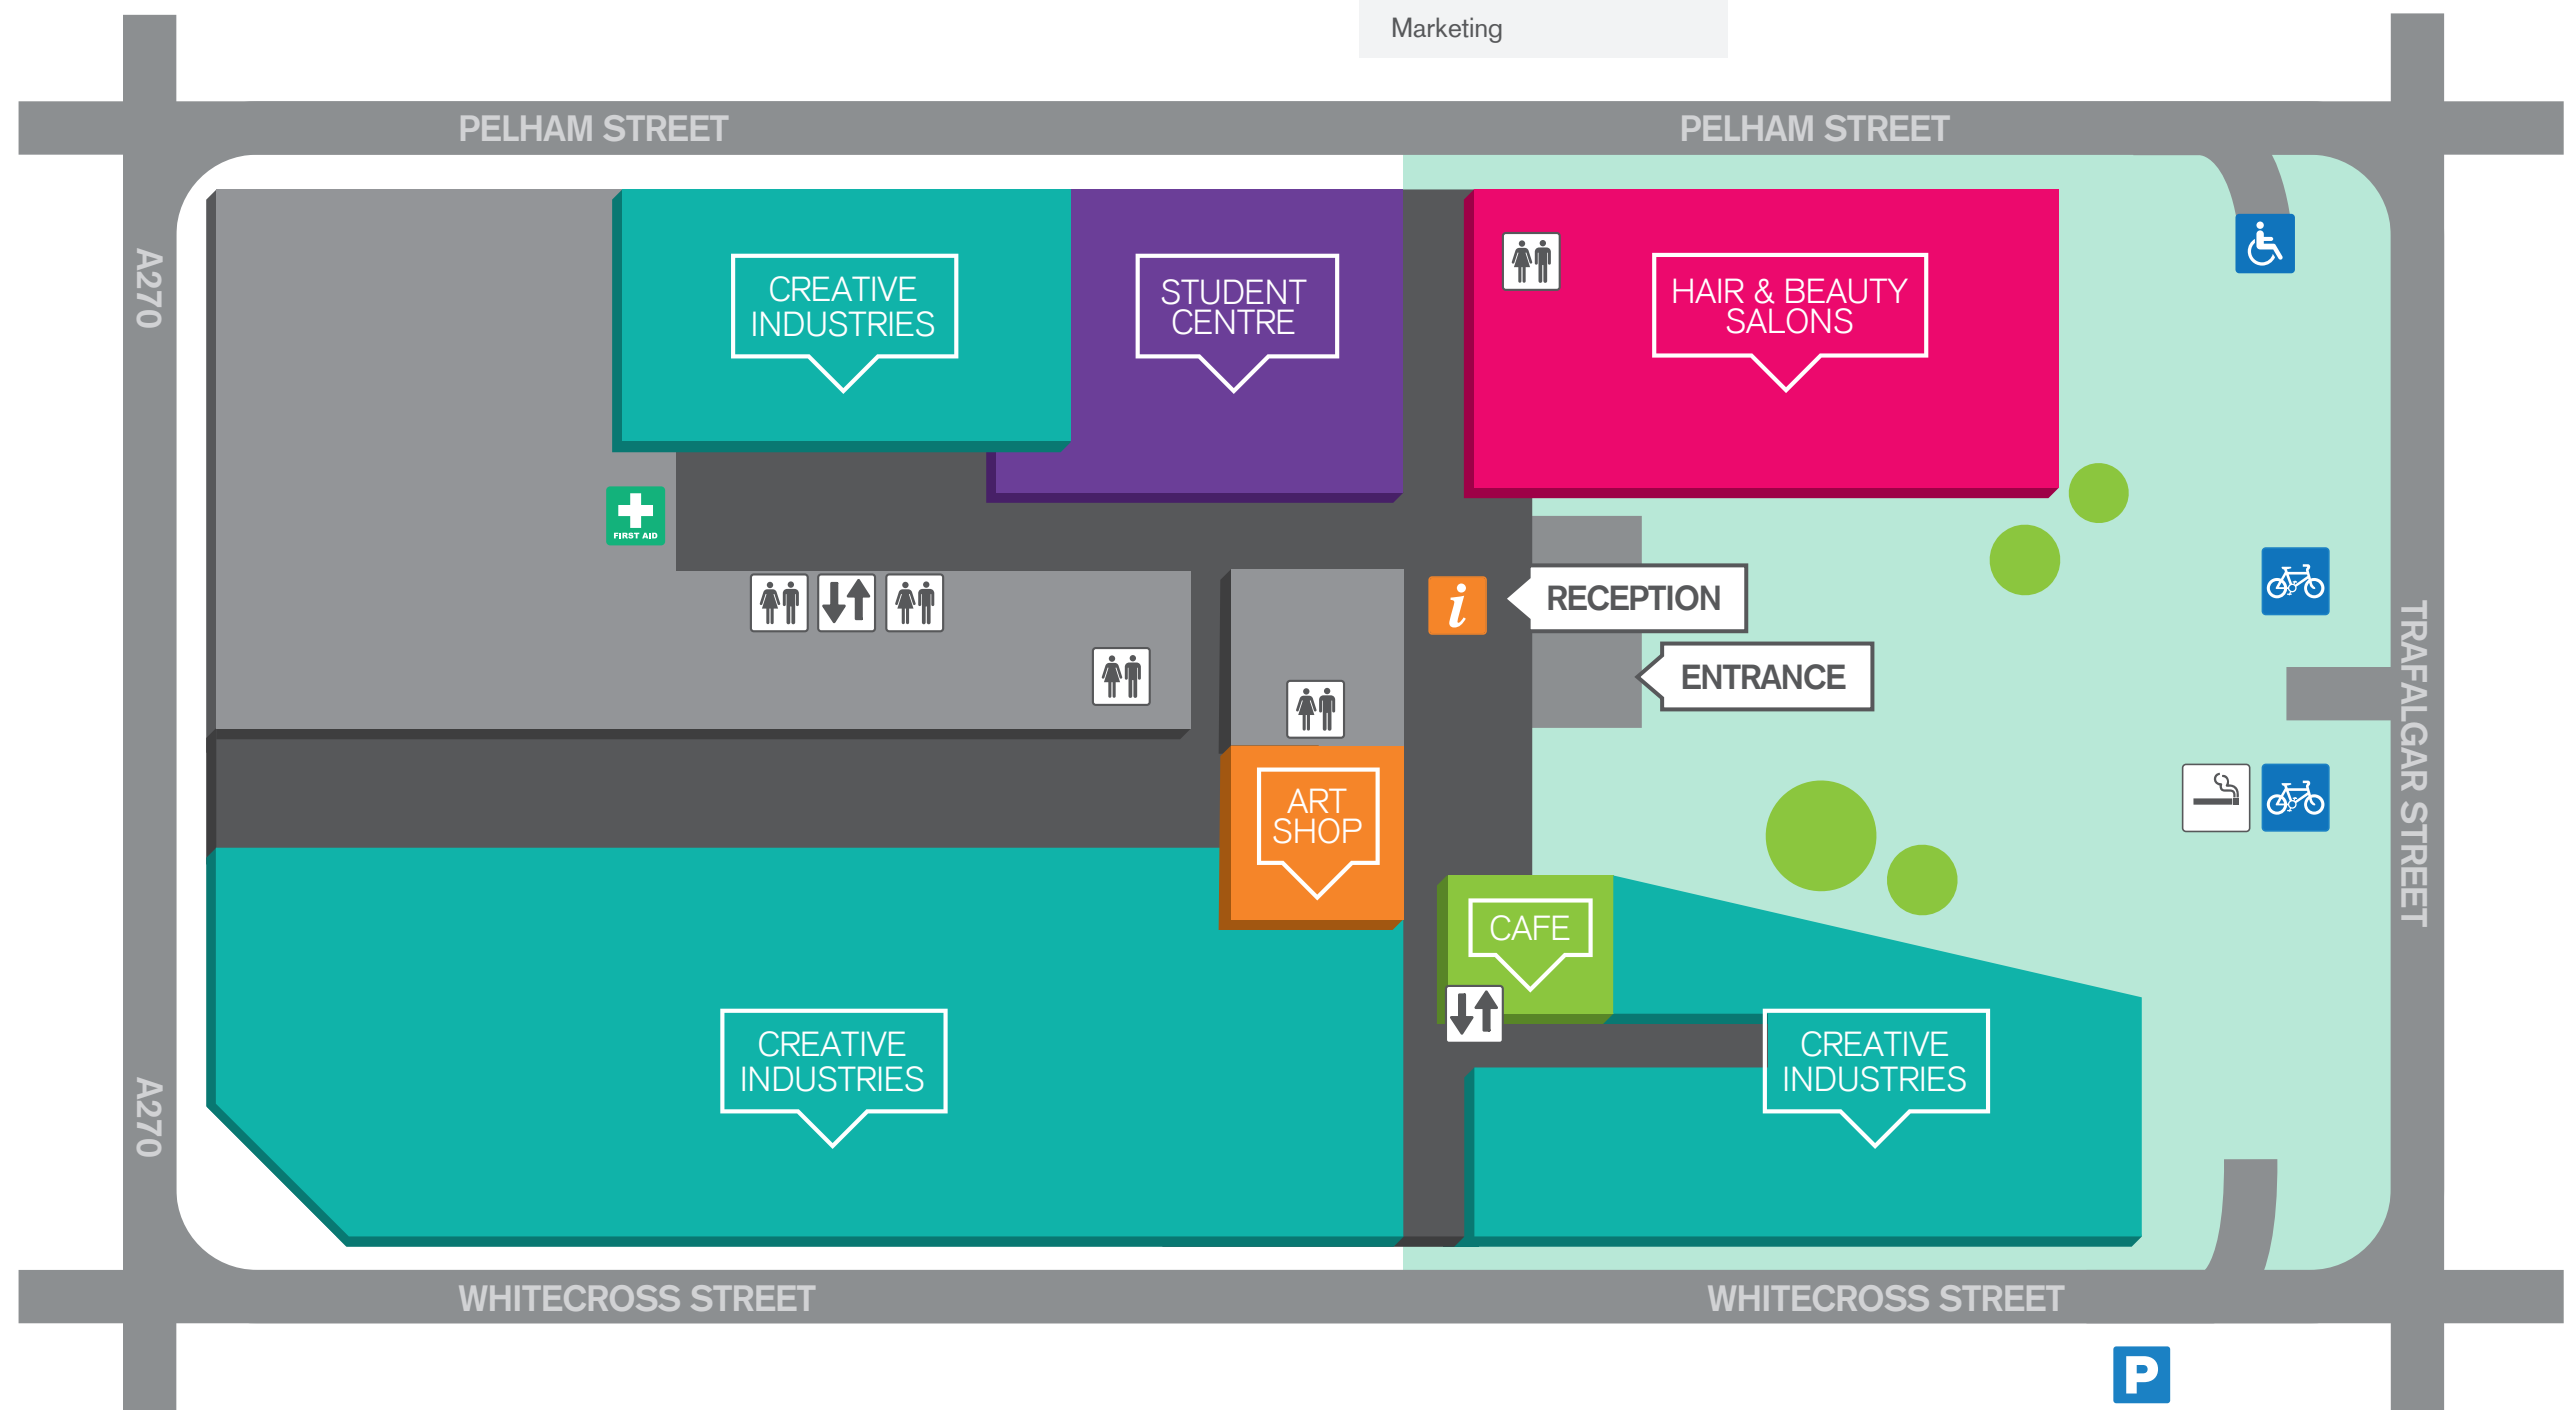 Marketing
PELHAM STREET
PELHAM STREET
A270
CREATIVE
INDUSTRIES
STUDENT
CENTRE
HAIR & BEAUTY
SALONS
FIRST AID
i
RECEPTION
ENTRANCE
TRAFALGAR STREET
ART
SHOP
CAFE
CREATIVE
INDUSTRIES
CREATIVE
INDUSTRIES
A270
WHITECROSS STREET
WHITECROSS STREET
P